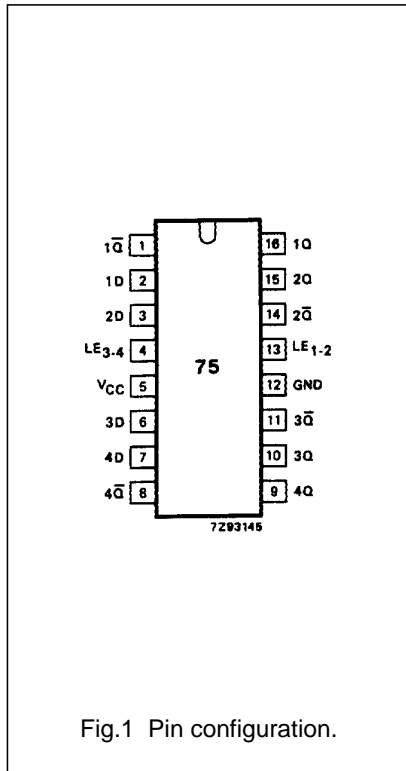 1Q̅ 1 16 1Q
1D 2 15 2Q
2D 3 14 2Q̅
LE3-4 4 13 LE1-2
75
VCC 5 12 GND
3D 6 11 3Q̅
4D 7 10 3Q
4Q̅ 8 9 4Q
7Z93145
Fig.1 Pin configuration.